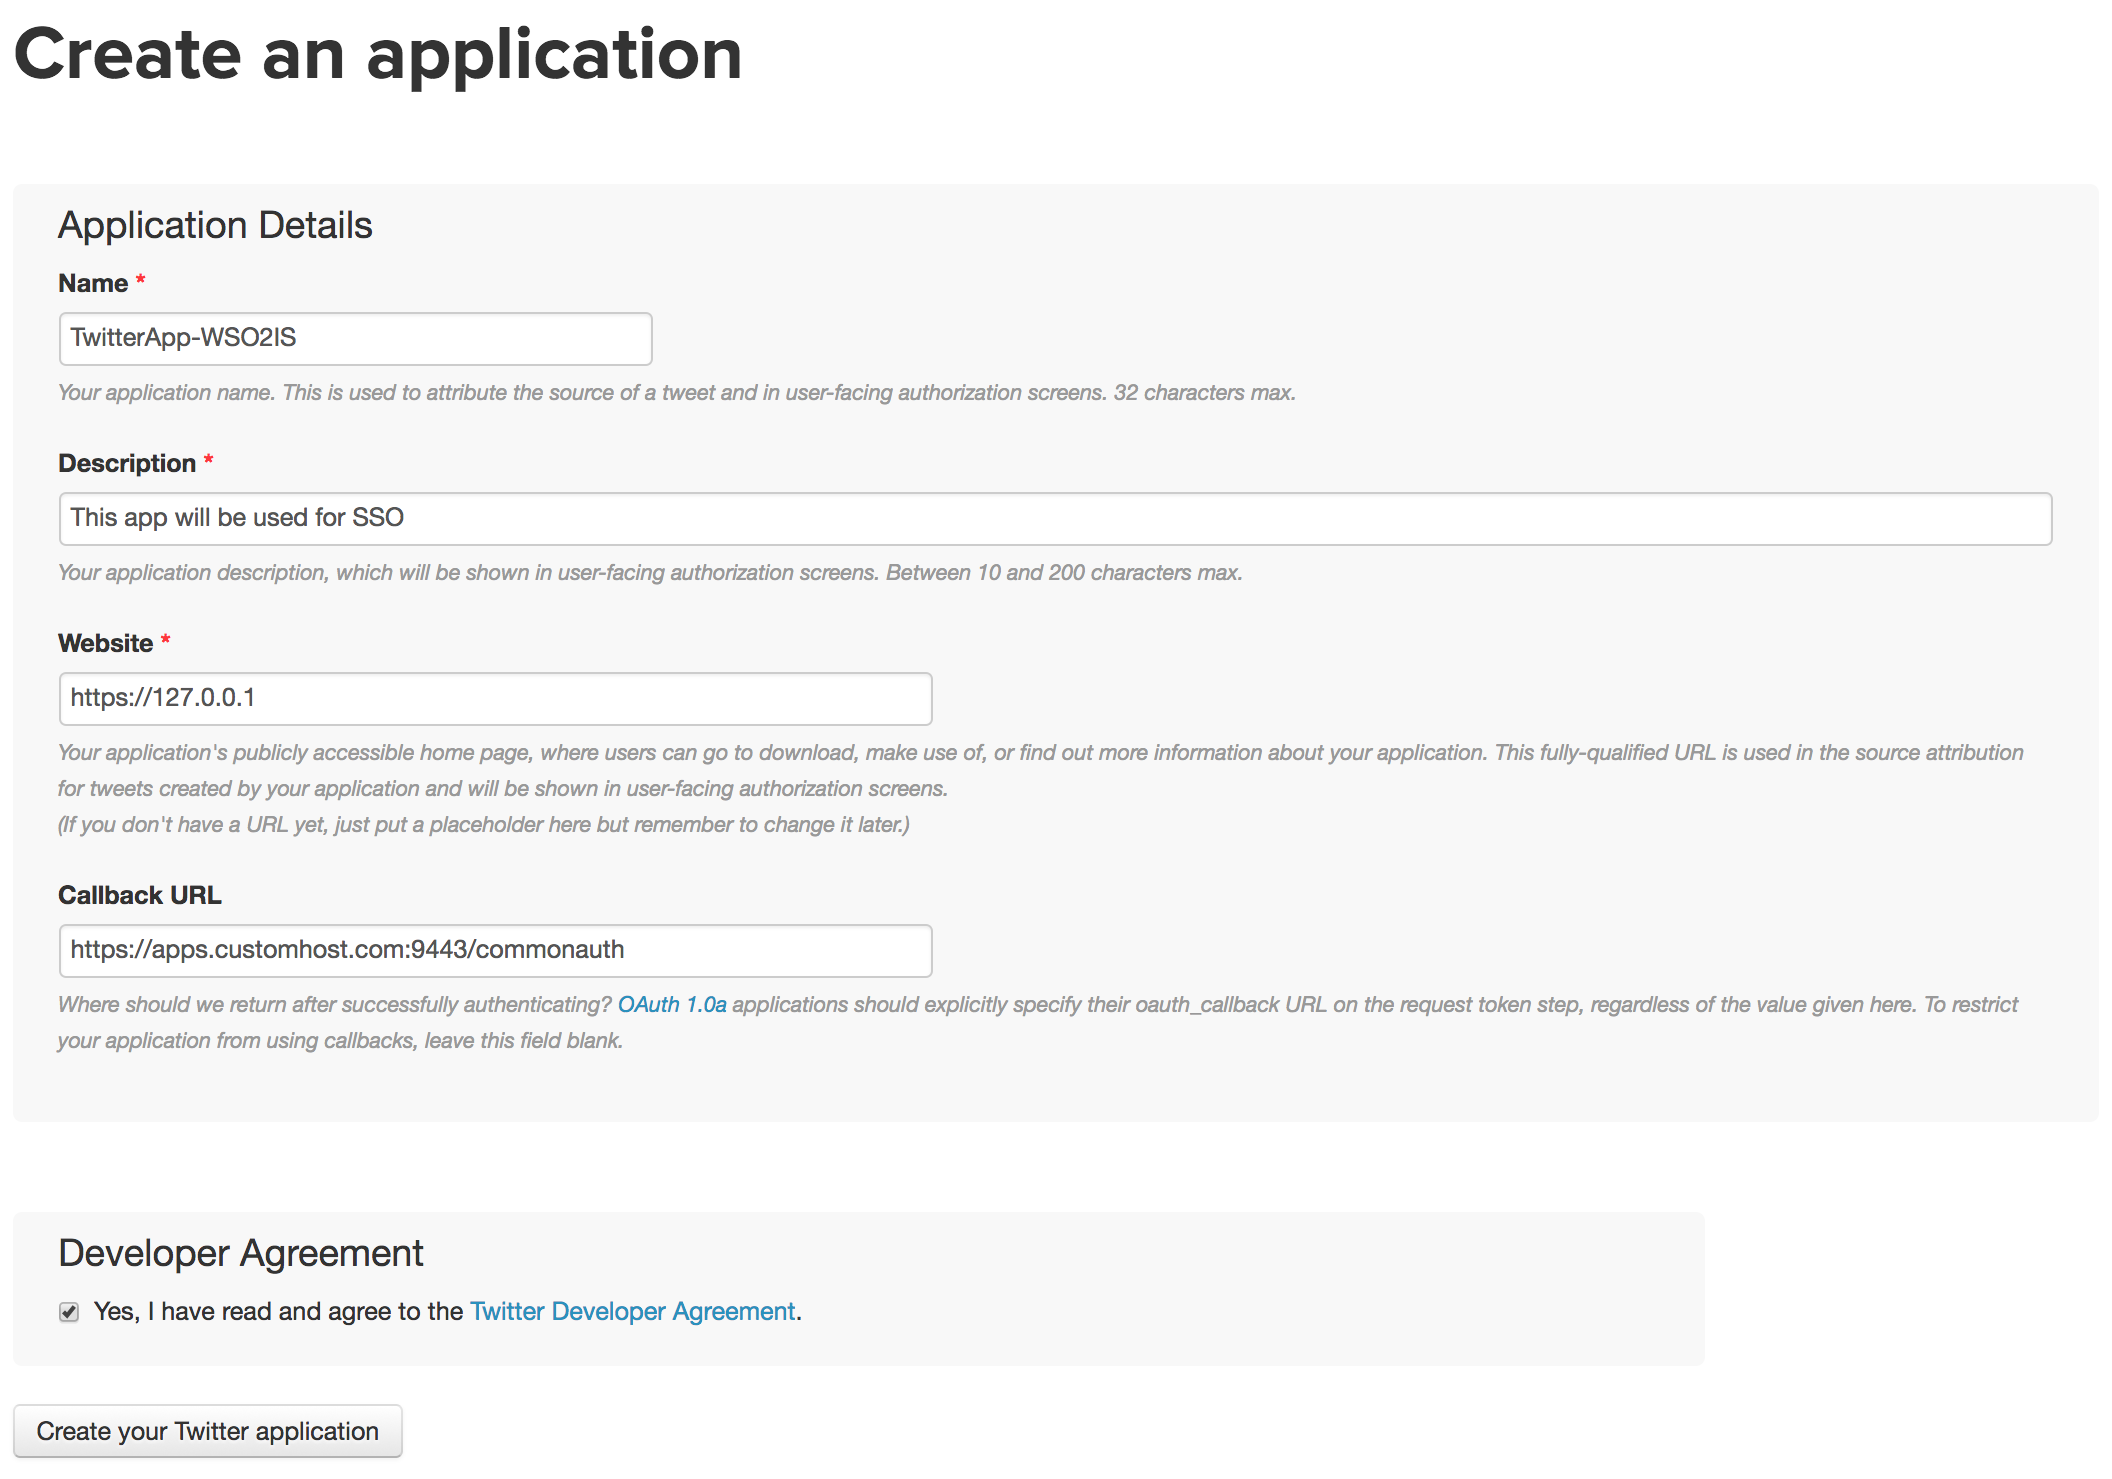 Create an application
Application Details
Name *
TwitterApp-WSO2IS
Your application name. This is used to attribute the source of a tweet and in user-facing authorization screens. 32 characters max.
Description *
This app will be used for SSO
Your application description, which will be shown in user-facing authorization screens. Between 10 and 200 characters max.
Website *
https://127.0.0.1
Your application's publicly accessible home page, where users can go to download, make use of, or find out more information about your application. This fully-qualified URL is used in the source attribution
for tweets created by your application and will be shown in user-facing authorization screens.
(If you don't have a URL yet, just put a placeholder here but remember to change it later.)
Callback URL
https://apps.customhost.com:9443/commonauth
Where should we return after successfully authenticating? OAuth 1.0a applications should explicitly specify their oauth_callback URL on the request token step, regardless of the value given here. To restrict
your application from using callbacks, leave this field blank.
Developer Agreement
Yes, I have read and agree to the Twitter Developer Agreement.
Create your Twitter application